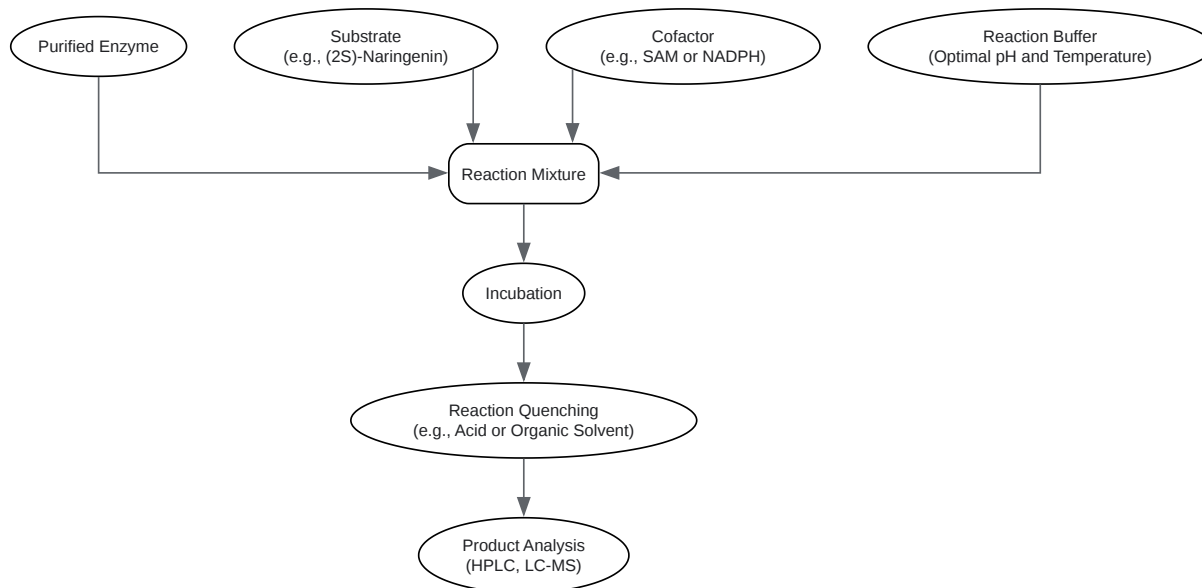 Purified Enzyme
Substrate
(e.g., (2S)-Naringenin)
Cofactor
(e.g., SAM or NADPH)
Reaction Buffer
(Optimal pH and Temperature)
Reaction Mixture
Incubation
Reaction Quenching
(e.g., Acid or Organic Solvent)
Product Analysis
(HPLC, LC-MS)